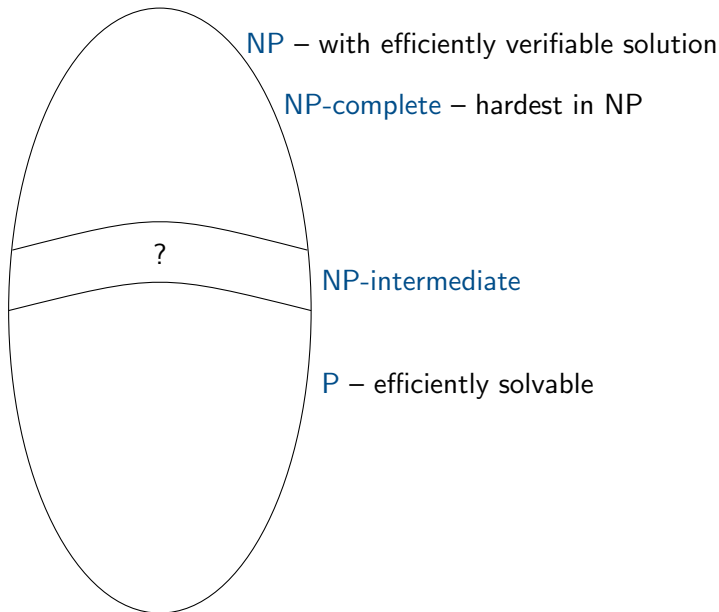 NP – with efficiently verifiable solution
NP-complete – hardest in NP
?
NP-intermediate
P – efficiently solvable